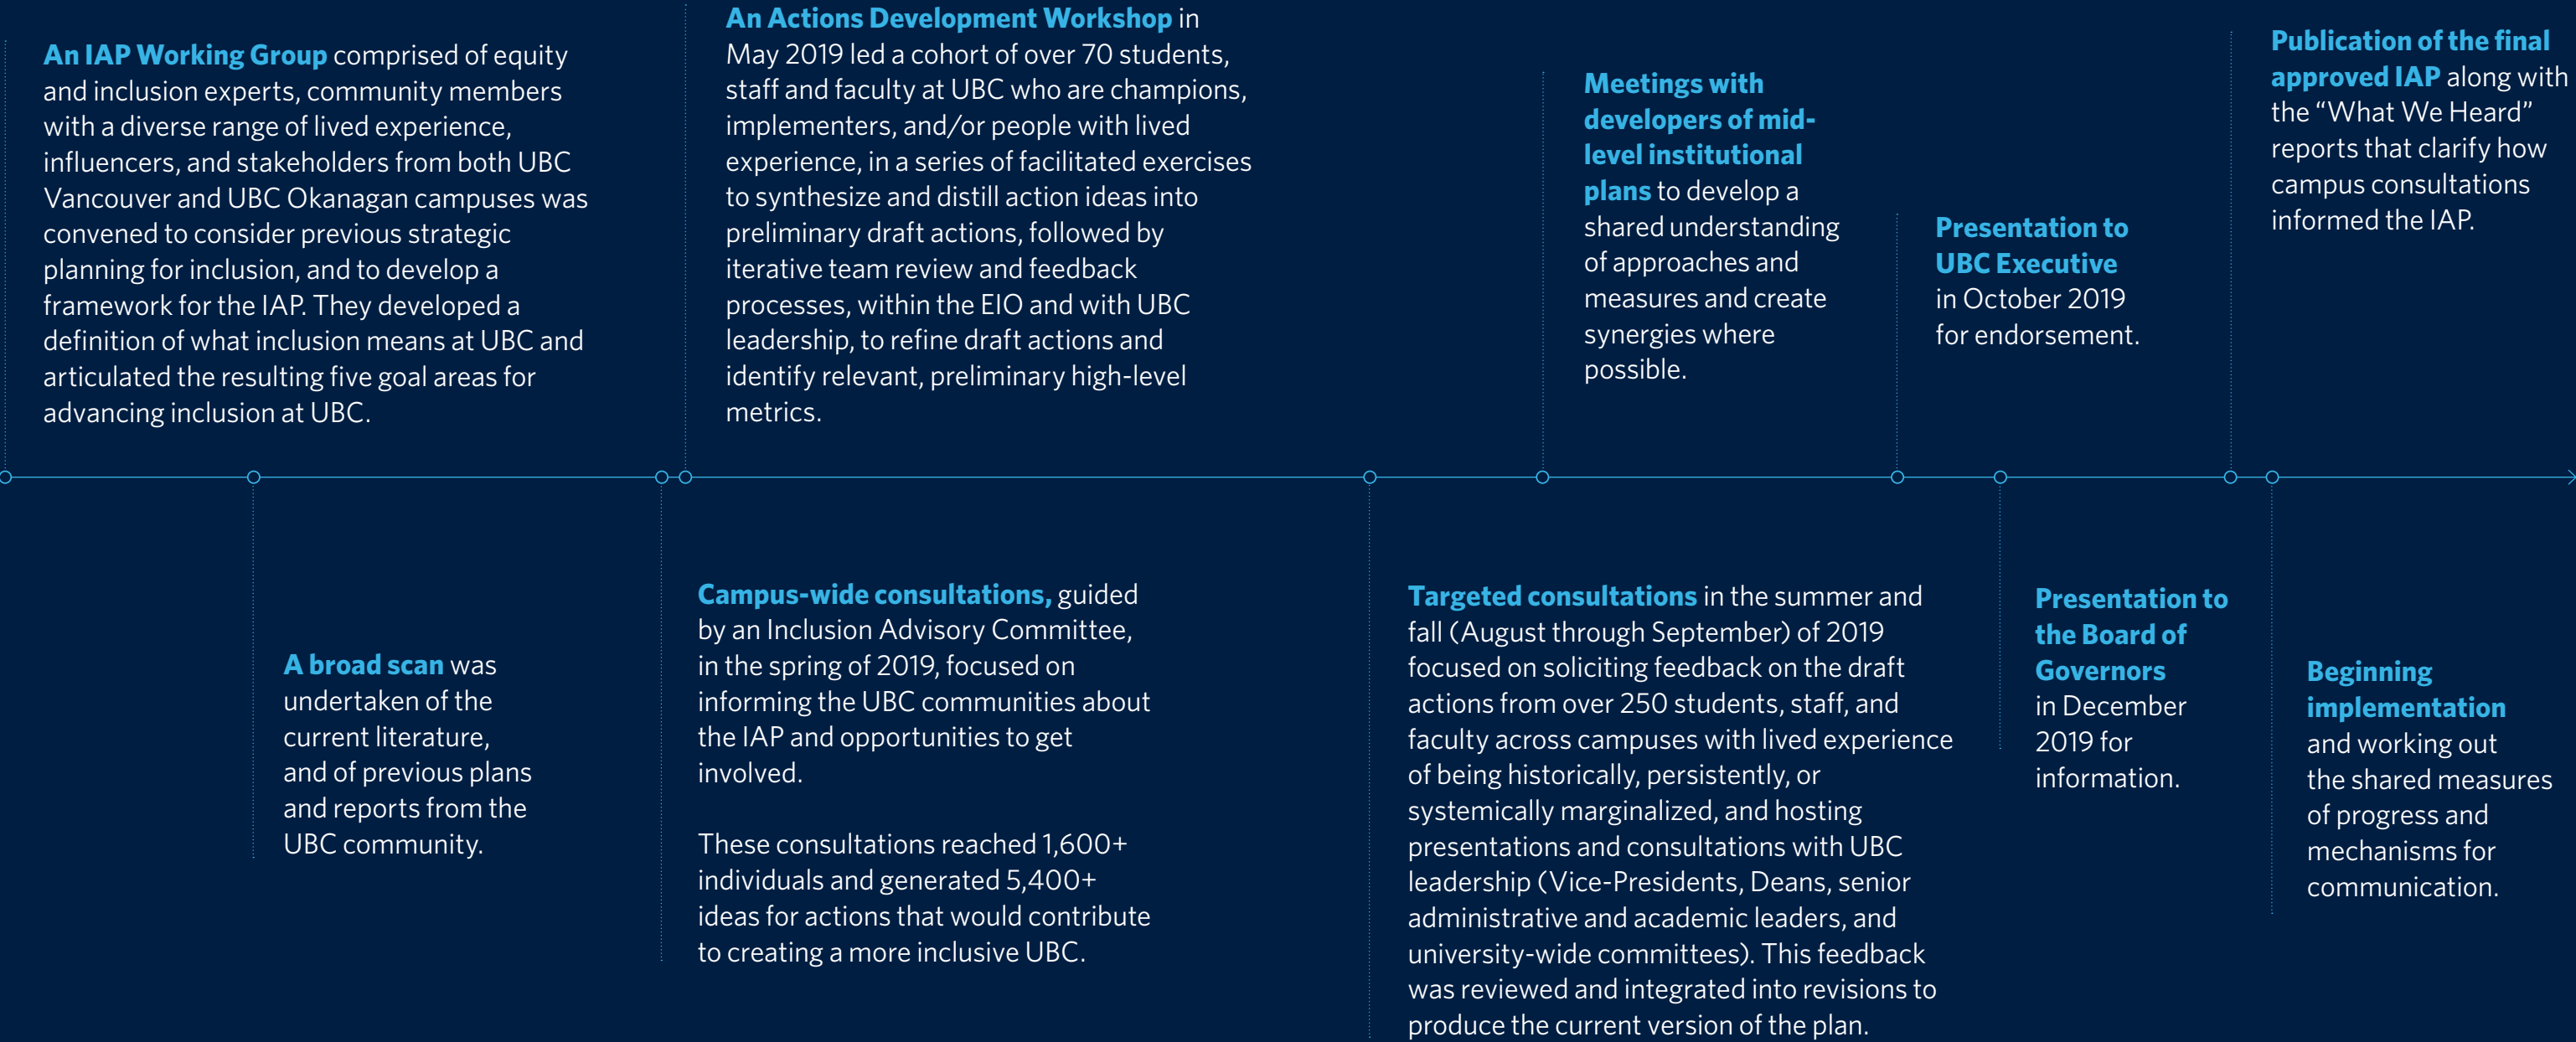 An IAP Working Group comprised of equity
and inclusion experts, community members
with a diverse range of lived experience,
influencers, and stakeholders from both UBC
Vancouver and UBC Okanagan campuses was
convened to consider previous strategic
planning for inclusion, and to develop a
framework for the IAP. They developed a
definition of what inclusion means at UBC and
articulated the resulting five goal areas for
advancing inclusion at UBC.
A broad scan was
undertaken of the
current literature,
and of previous plans
and reports from the
UBC community.
Campus-wide consultations, guided
by an Inclusion Advisory Committee,
in the spring of 2019, focused on
informing the UBC communities about
the IAP and opportunities to get
involved.
These consultations reached 1,600+
individuals and generated 5,400+
ideas for actions that would contribute
to creating a more inclusive UBC.
An Actions Development Workshop in
May 2019 led a cohort of over 70 students,
staff and faculty at UBC who are champions,
implementers, and/or people with lived
experience, in a series of facilitated exercises
to synthesize and distill action ideas into
preliminary draft actions, followed by
iterative team review and feedback
processes, within the EIO and with UBC
leadership, to refine draft actions and
identify relevant, preliminary high-level
metrics.
Targeted consultations in the summer and
fall (August through September) of 2019
focused on soliciting feedback on the draft
actions from over 250 students, staff, and
faculty across campuses with lived experience
of being historically, persistently, or
systemically marginalized, and hosting
presentations and consultations with UBC
leadership (Vice-Presidents, Deans, senior
administrative and academic leaders, and
university-wide committees). This feedback
was reviewed and integrated into revisions to
produce the current version of the plan.
Meetings with
developers of mid-
level institutional
plans to develop a
shared understanding
of approaches and
measures and create
synergies where
possible.
Presentation to
UBC Executive
in October 2019
for endorsement.
Presentation to
the Board of
Governors
in December
2019 for
information.
Publication of the final
approved IAP along with
the “What We Heard”
reports that clarify how
campus consultations
informed the IAP.
Beginning
implementation
and working out
the shared measures
of progress and
mechanisms for
communication.